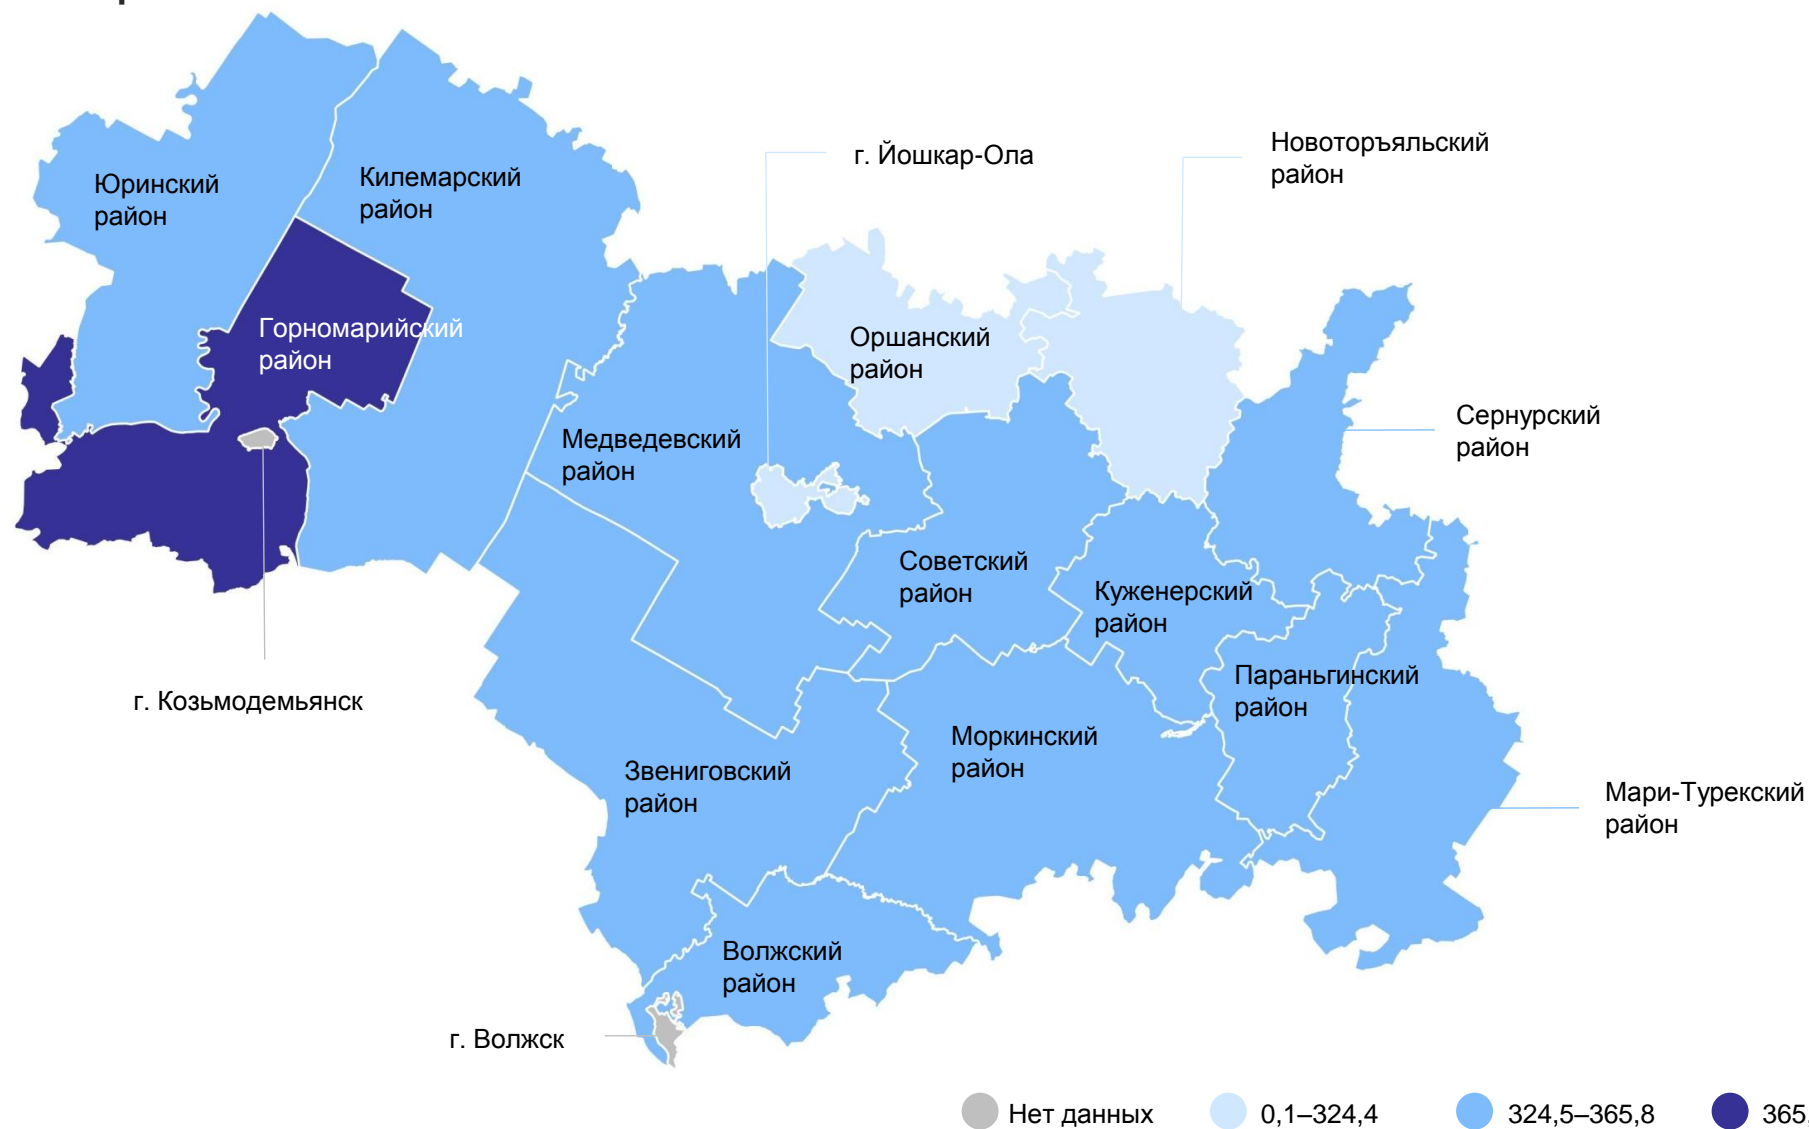 г. Йошкар-Ола
Новоторъяльский
район
Юринский
район
Килемарский
район
Горномарийский
район
Оршанский
район
Сернурский
район
Медведевский
район
Советский
район
Куженерский
район
г. Козьмодемьянск
Параньгинский
район
Моркинский
район
Звениговский
район
Мари-Турекский
район
Волжский
район
г. Волжск
Нет данных
0,1–324,4
324,5–365,8
365,